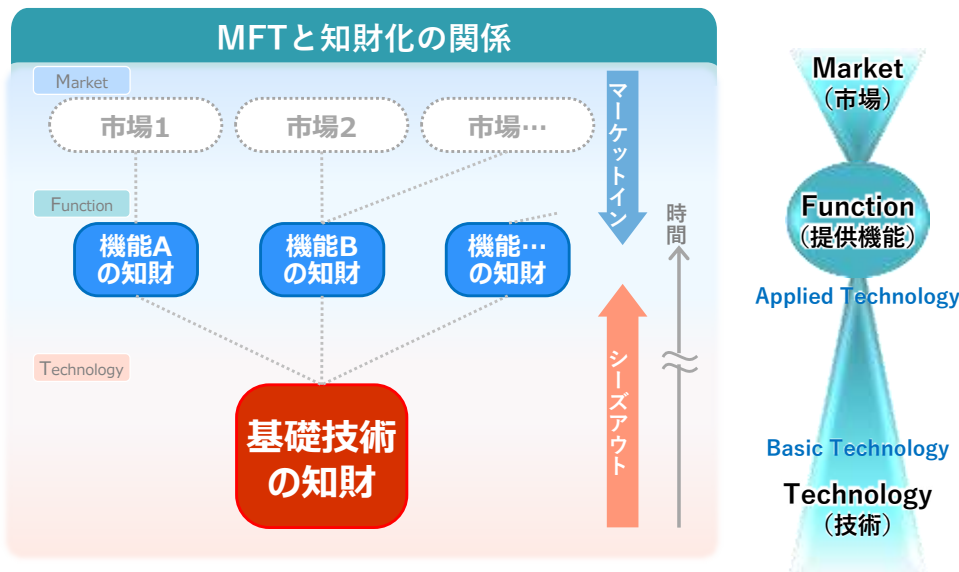 MFTと知財化の関係
Market
市場1
市場2
市場…
Function
機能A
の知財
機能B
の知財
機能…
の知財
Technology
基礎技術
の知財
マーケットイン
シーズアウト
時間
Market
（市場）
Function
（提供機能）
Applied Technology
Basic Technology
Technology
（技術）